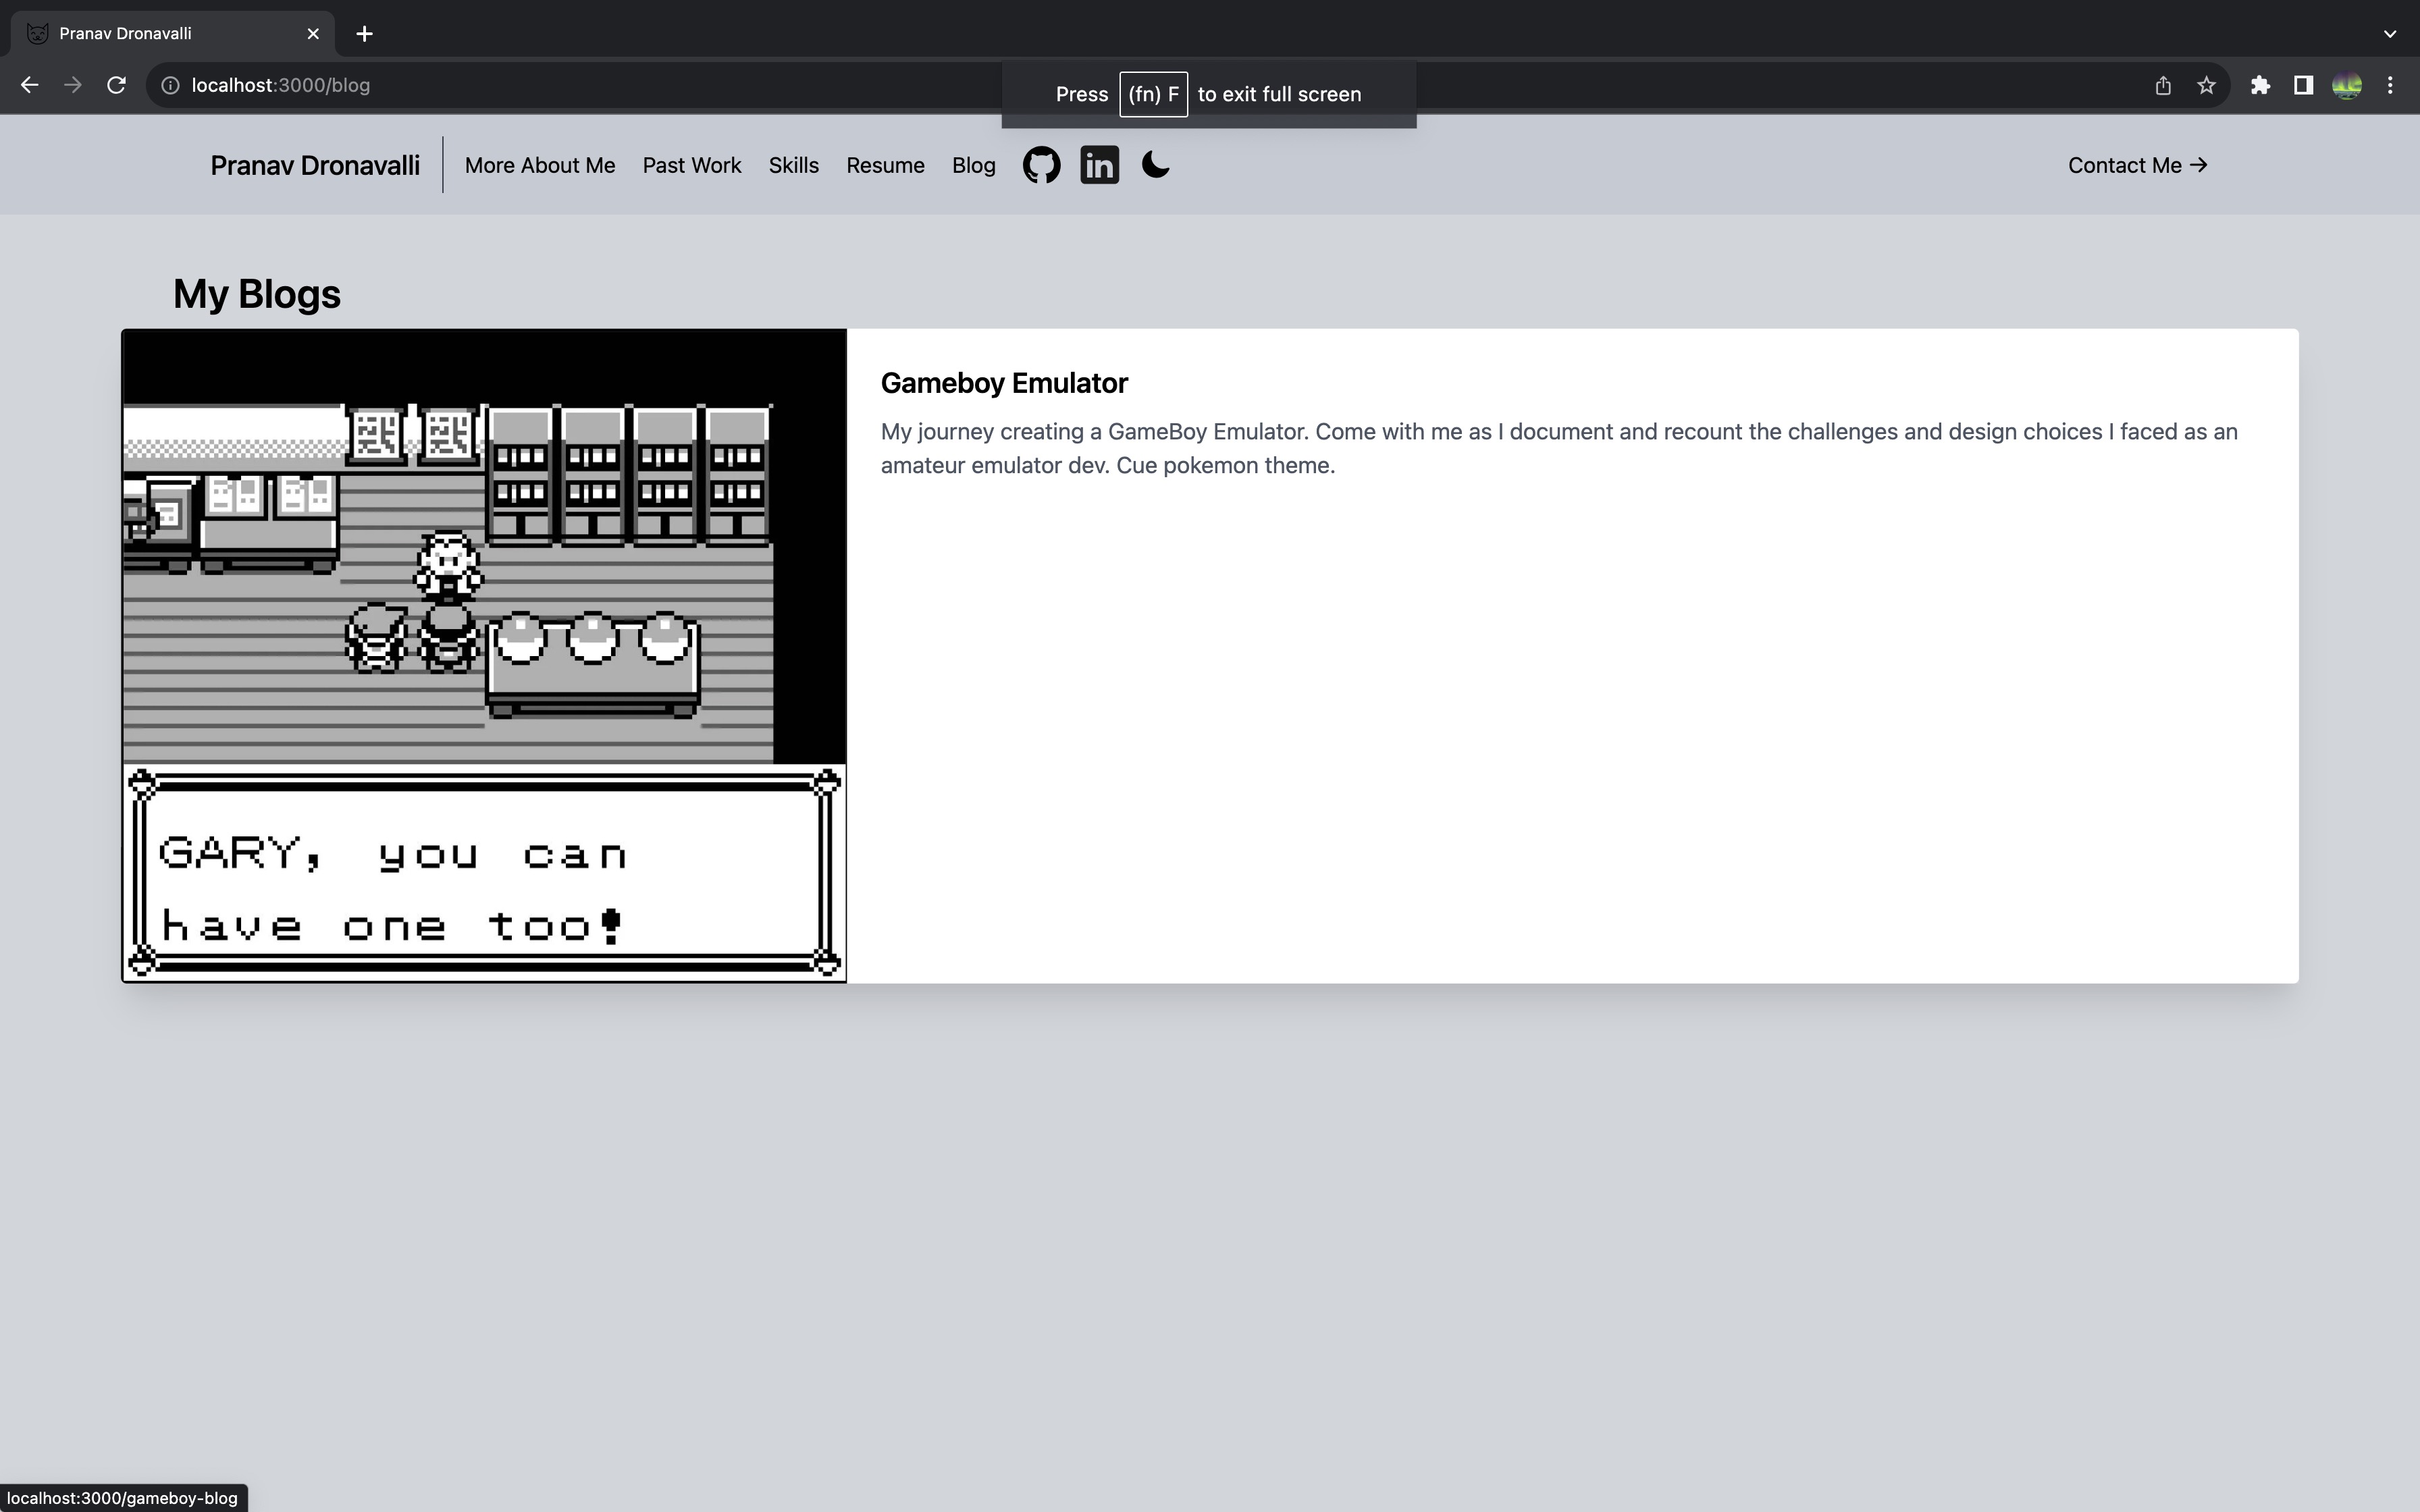 Pranav Dronavalli
localhost:3000/blog
Press (fn) F to exit full screen
Pranav Dronavalli
More About Me
Past Work
Skills
Resume
Blog
in
Contact Me →
My Blogs
Gameboy Emulator
My journey creating a GameBoy Emulator. Come with me as I document and recount the challenges and design choices I faced as an
amateur emulator dev. Cue pokemon theme.
GARY, you can
have one too!
localhost:3000/gameboy-blog